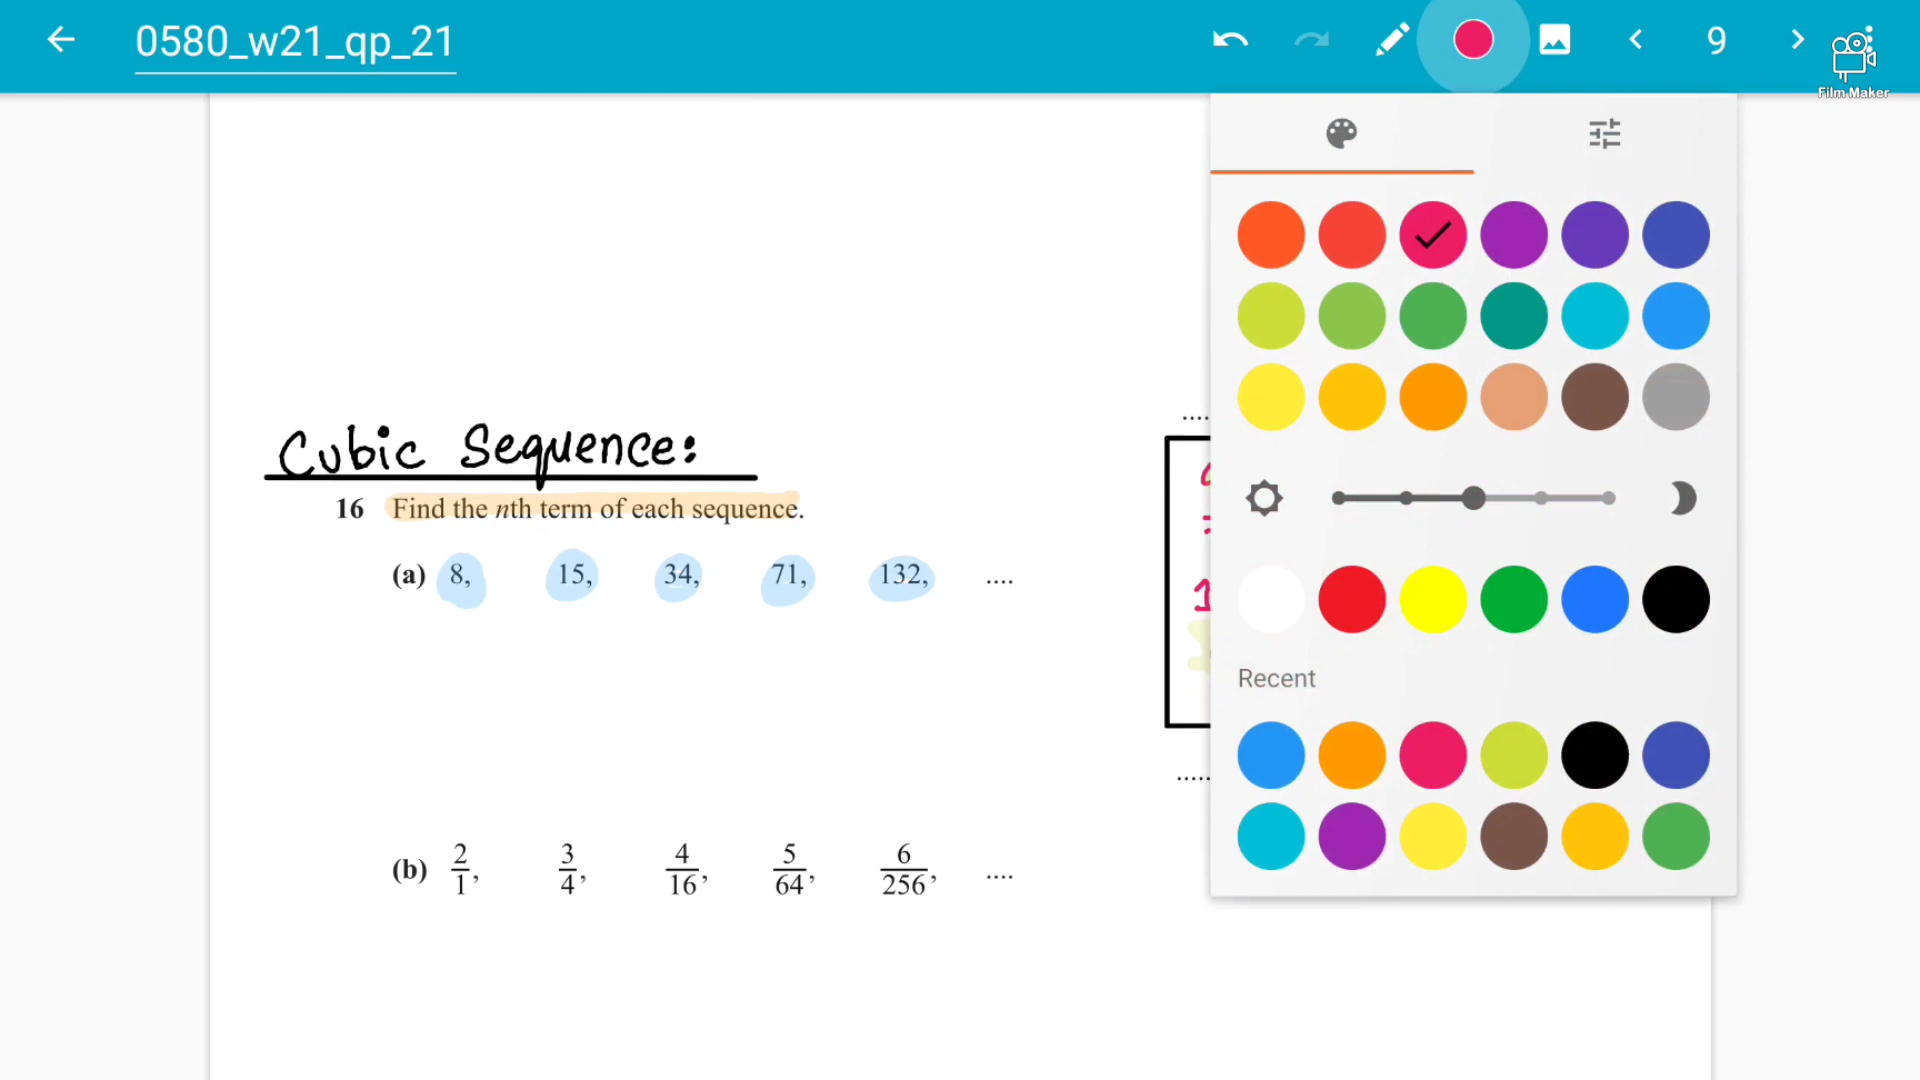 0580_w21_qp_21
9
Film Maker
Cubic Sequence:
16 Find the nth term of each sequence.
(a) 8, 15, 34, 71, 132, ....
Recent
(b) 2/1, 3/4, 4/16, 5/64, 6/256, ....